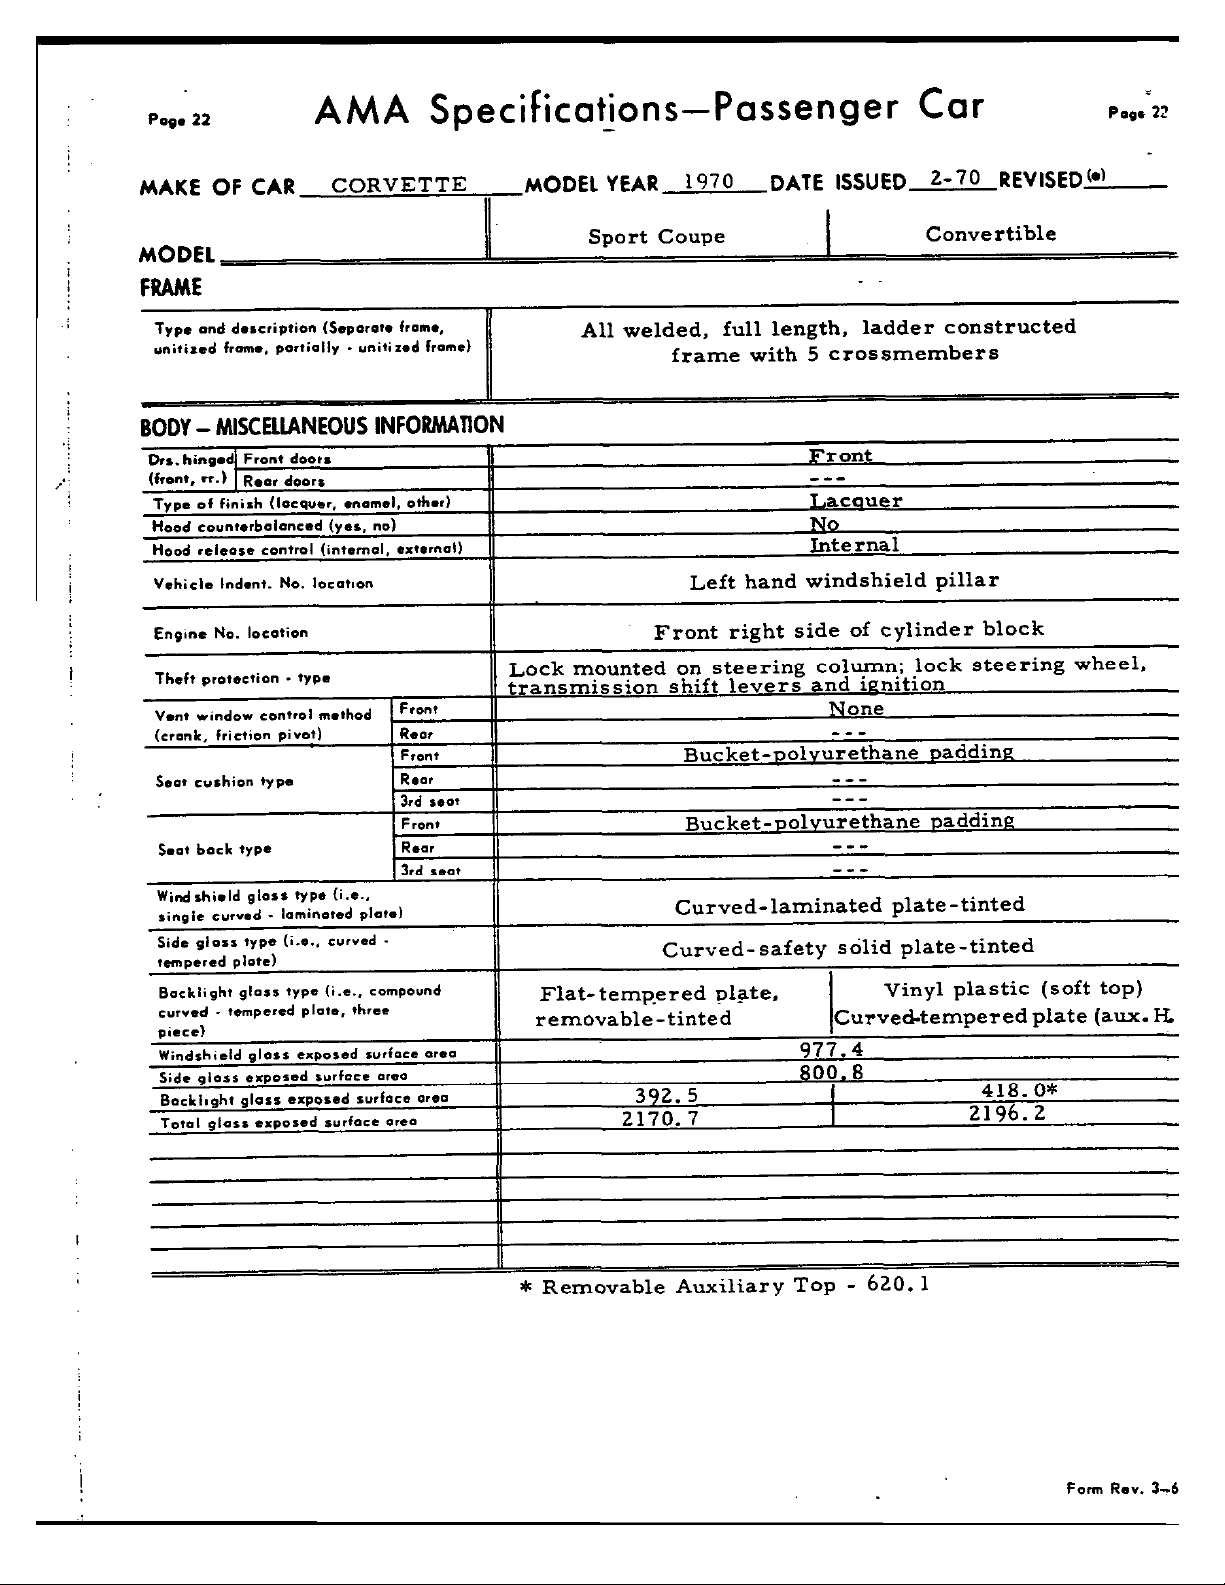 Page 22 AMA Specifications—Passenger Car Page 22
MAKE OF CAR CORVETTE MODEL YEAR 1970 DATE ISSUED 2-70 REVISED(•)
MODEL Sport Coupe Convertible
FRAME
Type and description (Separate frame,
unitized frame, partially - unitized frame)
All welded, full length, ladder constructed
frame with 5 crossmembers
BODY – MISCELLANEOUS INFORMATION
Drs. hinged Front doors Front
(front, rr.) Rear doors ---
Type of finish (lacquer, enamel, other) Lacquer
Hood counterbalanced (yes, no) No
Hood release control (internal, external) Internal
Vehicle Indent. No. location Left hand windshield pillar
Engine No. location Front right side of cylinder block
Theft protection - type
Lock mounted on steering column; lock steering wheel,
transmission shift levers and ignition
Vent window control method Front None
(crank, friction pivot) Rear ---
Seat cushion type
Front Bucket-polyurethane padding
Rear ---
3rd seat ---
Seat back type
Front Bucket-polyurethane padding
Rear ---
3rd seat ---
Windshield glass type (i.e.,
single curved - laminated plate)
Curved-laminated plate-tinted
Side glass type (i.e., curved -
tempered plate)
Curved-safety solid plate-tinted
Backlight glass type (i.e., compound
curved - tempered plate, three
piece)
Flat-tempered plate,
removable-tinted
Vinyl plastic (soft top)
Curved-tempered plate (aux. H.
Windshield glass exposed surface area 977.4
Side glass exposed surface area 800.8
Backlight glass exposed surface area 392.5 418.0*
Total glass exposed surface area 2170.7 2196.2
* Removable Auxiliary Top - 620.1
Form Rev. 3-6